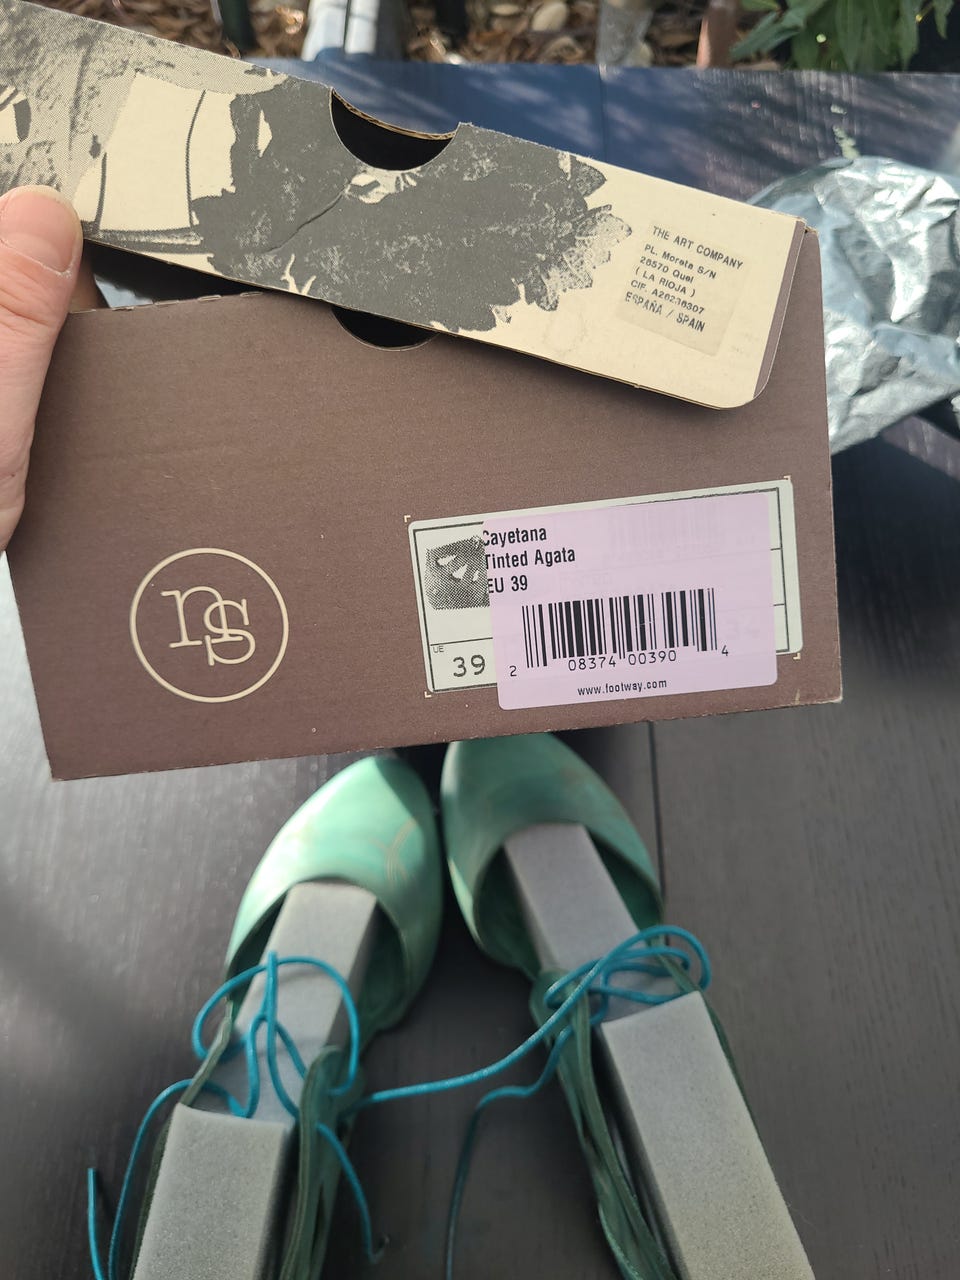 THE ART COMPANY
PL. Moreta S/N
26570 Quel
( LA RIOJA )
CIF. A26236307
ESPAÑA / SPAIN
ns
Cayetana
Tinted Agata
EU 39
UE
39
2 08374 00390 4
www.footway.com